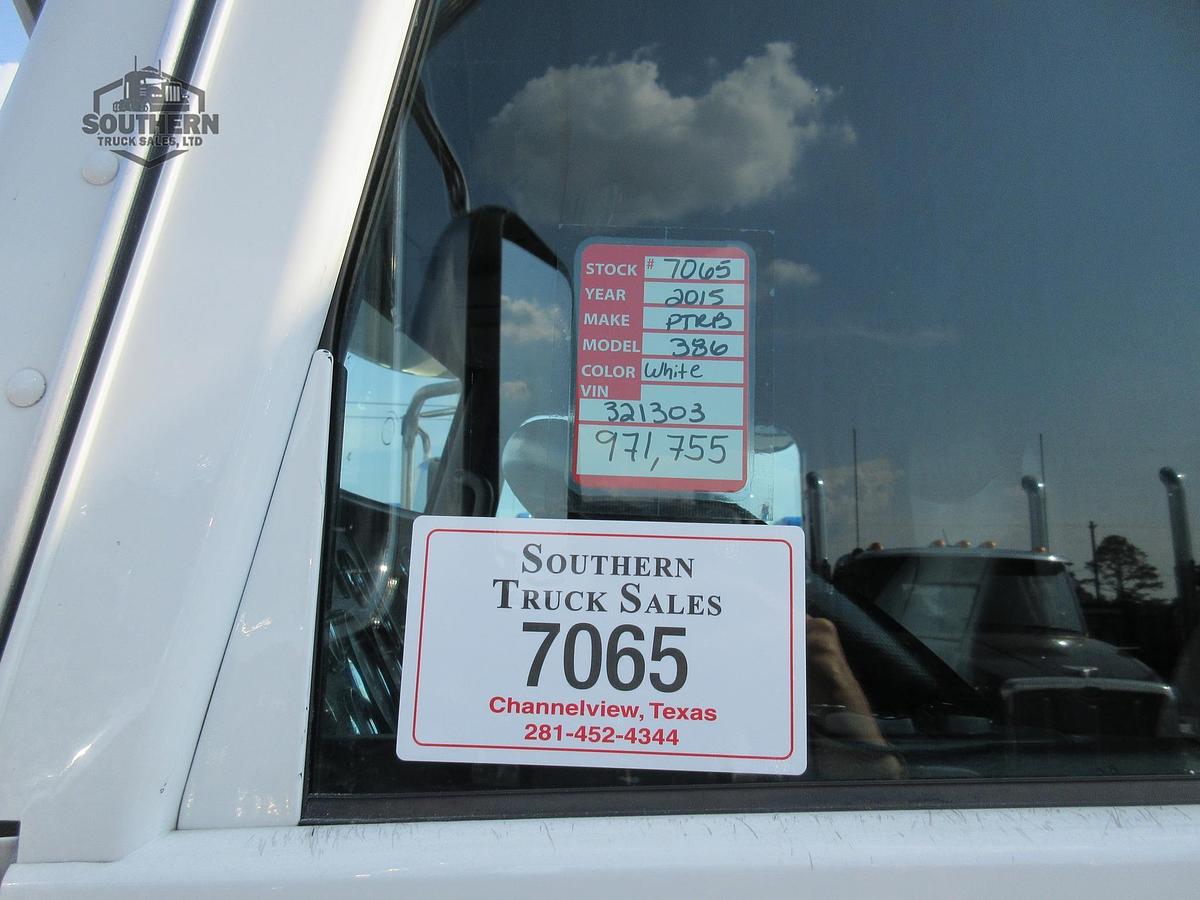 SOUTHERN
TRUCK SALES, LTD
STOCK # 7065
YEAR 2015
MAKE PTRB
MODEL 386
COLOR White
VIN
321303
971,755
SOUTHERN
TRUCK SALES
7065
Channelview, Texas
281-452-4344